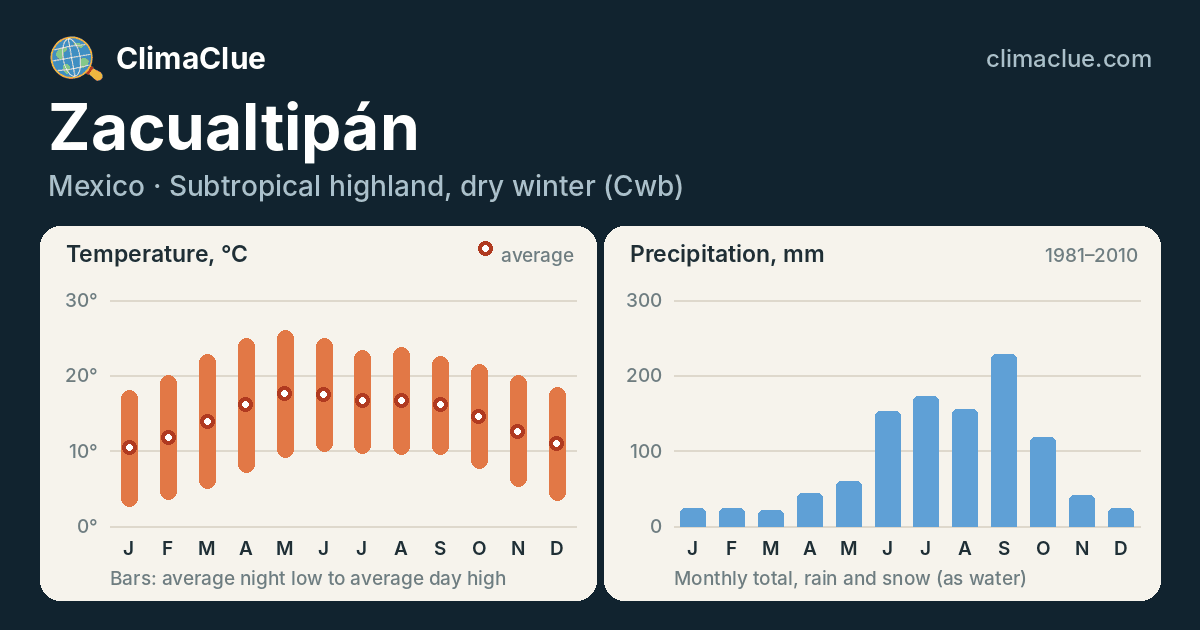 ClimaClue
climaclue.com
Zacualtipán
Mexico · Subtropical highland, dry winter (Cwb)
Temperature, °C
average
30°
20°
10°
0°
J F M A M J J A S O N D
Bars: average night low to average day high
Precipitation, mm
1981–2010
300
200
100
0
J F M A M J J A S O N D
Monthly total, rain and snow (as water)